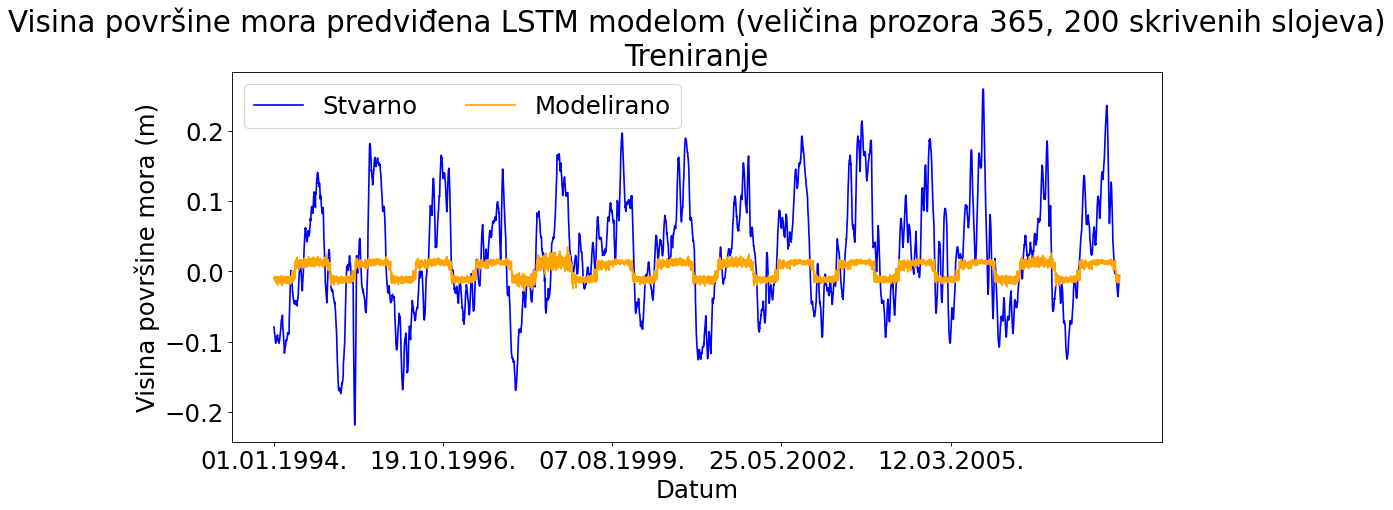 Visina površine mora predviđena LSTM modelom (veličina prozora 365, 200 skrivenih slojeva)
Treniranje
Stvarno
Modelirano
Visina površine mora (m)
0.2
0.1
0.0
−0.1
−0.2
01.01.1994.
19.10.1996.
07.08.1999.
25.05.2002.
12.03.2005.
Datum